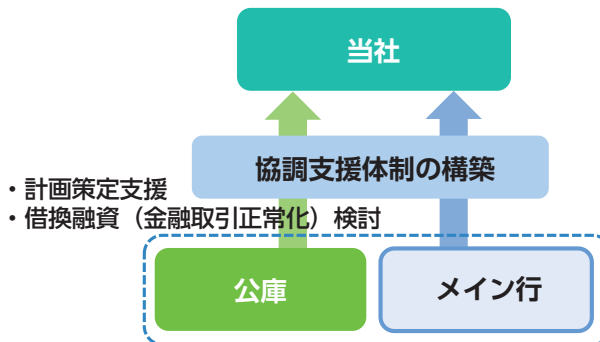 当社
協調支援体制の構築
・計画策定支援
・借換融資（金融取引正常化）検討
公庫
メイン行